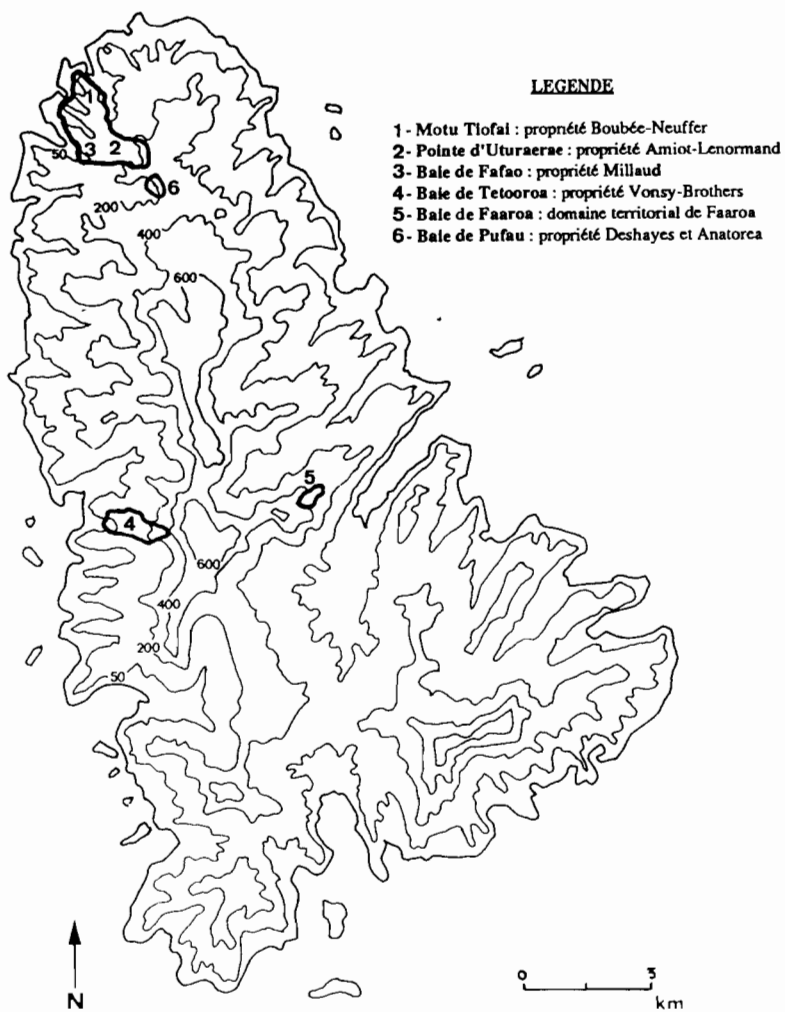 LEGENDE
1 - Motu Tiofai : propriété Boubée-Neuffer
2 - Pointe d'Uturaerae : propriété Amiot-Lenormand
3 - Baie de Fafao : propriété Millaud
4 - Baie de Tetooroa : propriété Vonsy-Brothers
5 - Baie de Faaroa : domaine territorial de Faaroa
6 - Baie de Pufau : propriété Deshayes et Anatorea
1
50
3 2
6
200
400
600
5
4
600
400
200
50
N
0 3
km